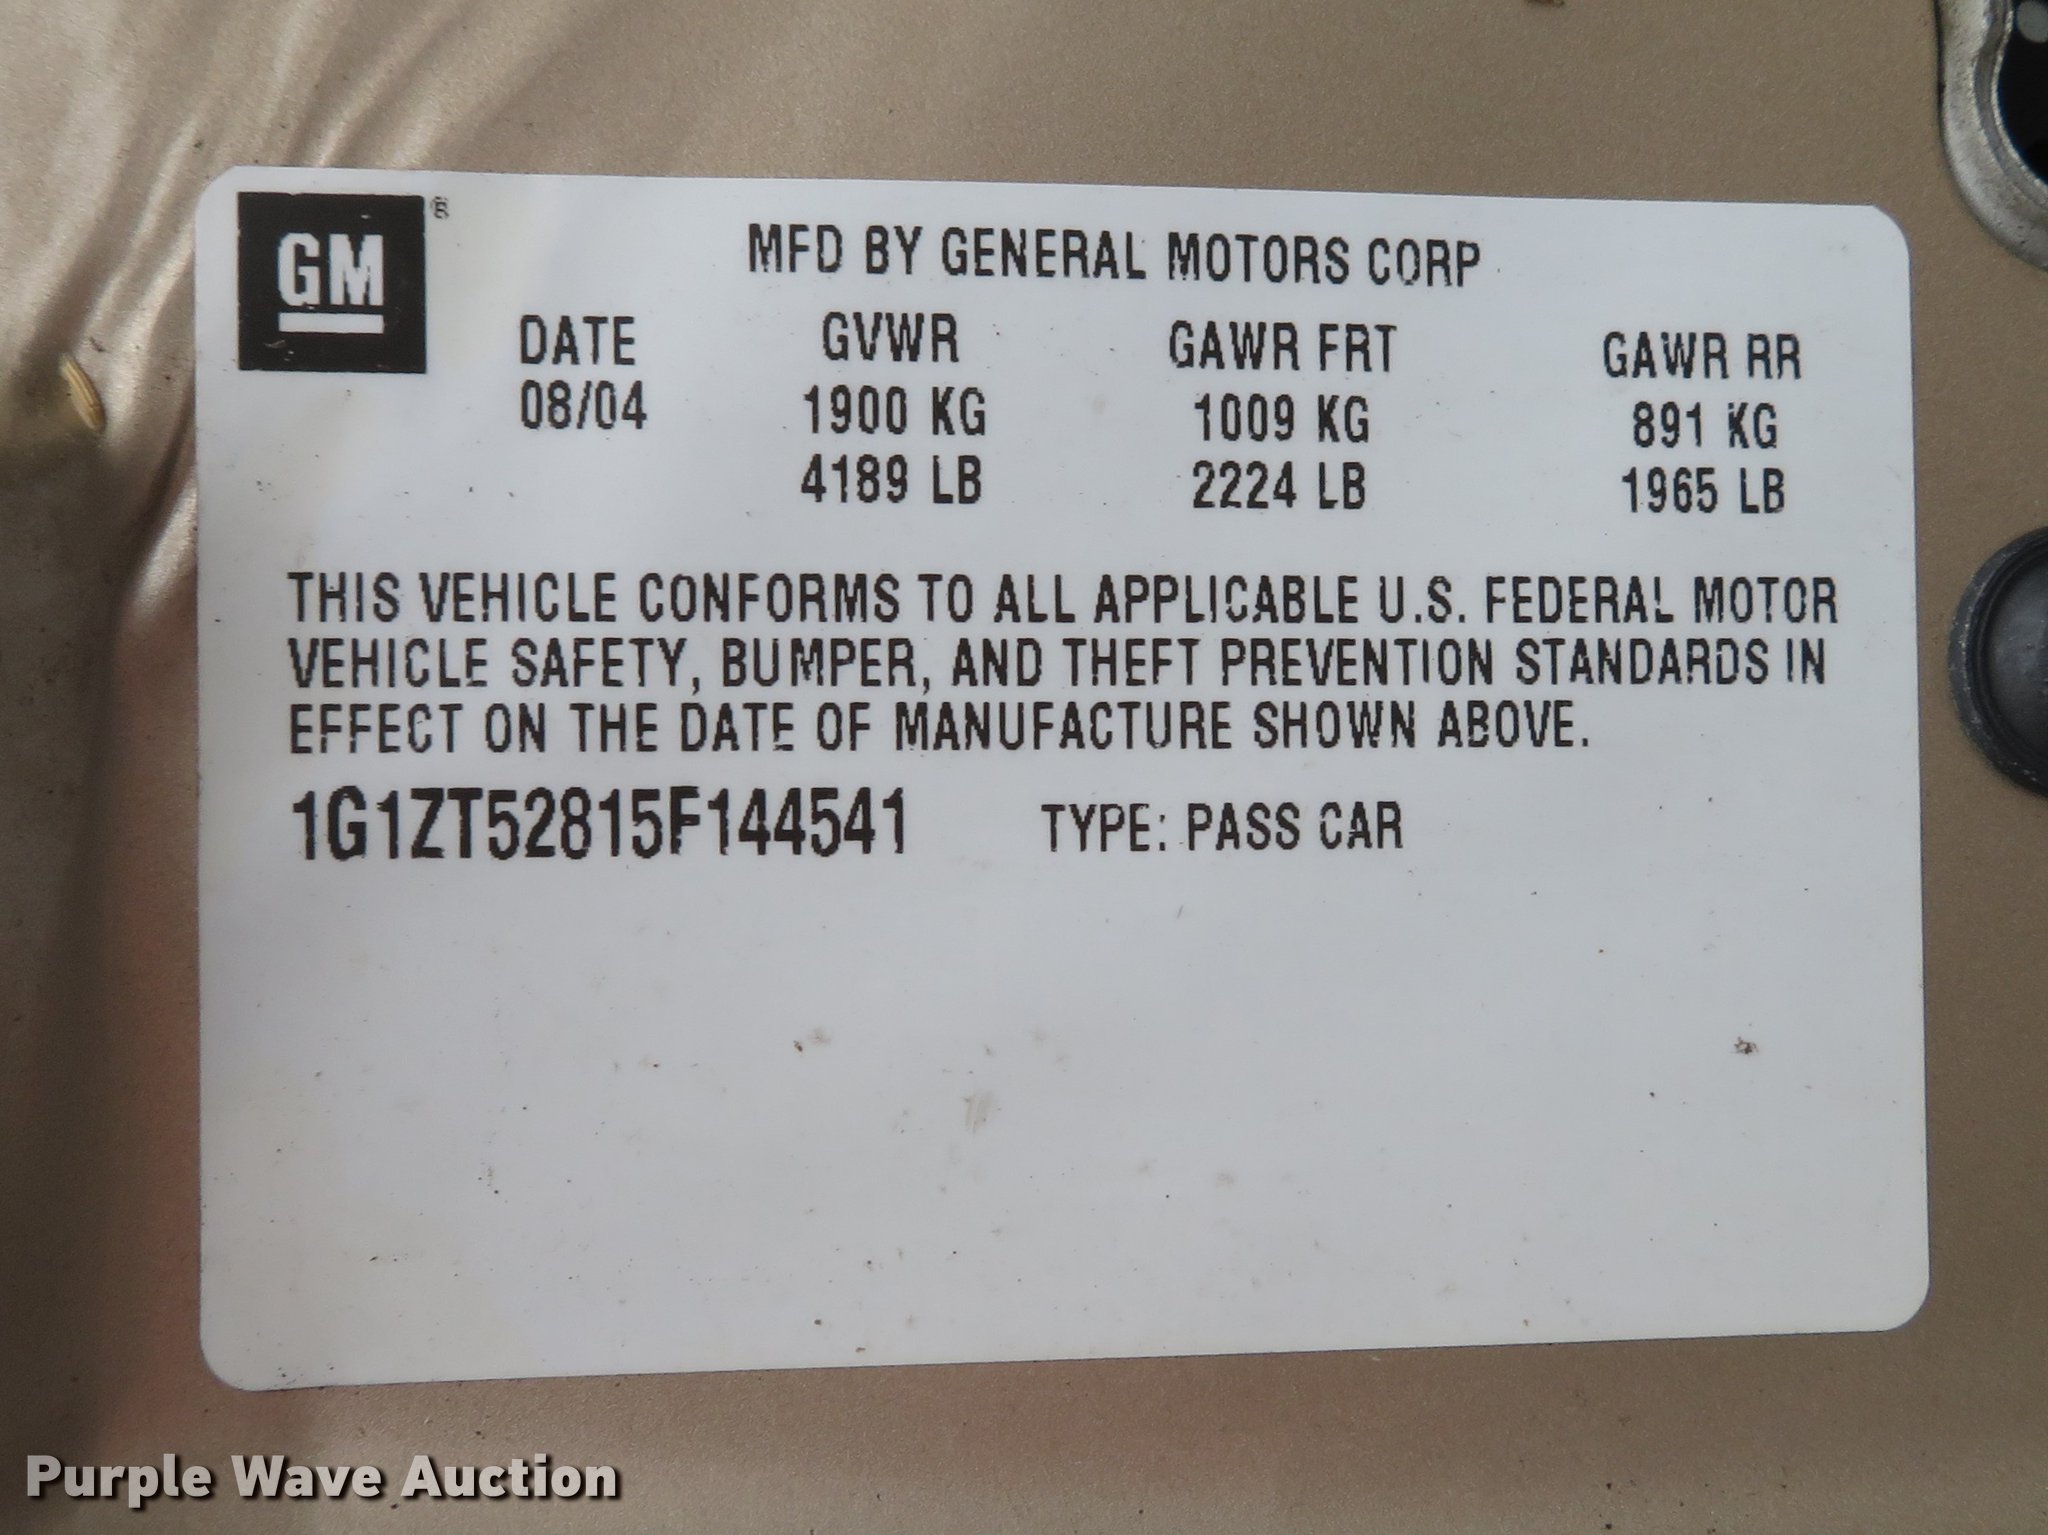 GM ®
MFD BY GENERAL MOTORS CORP
DATE GVWR GAWR FRT GAWR RR
08/04 1900 KG 1009 KG 891 KG
4189 LB 2224 LB 1965 LB
THIS VEHICLE CONFORMS TO ALL APPLICABLE U.S. FEDERAL MOTOR
VEHICLE SAFETY, BUMPER, AND THEFT PREVENTION STANDARDS IN
EFFECT ON THE DATE OF MANUFACTURE SHOWN ABOVE.
1G1ZT52815F144541 TYPE: PASS CAR
Purple Wave Auction